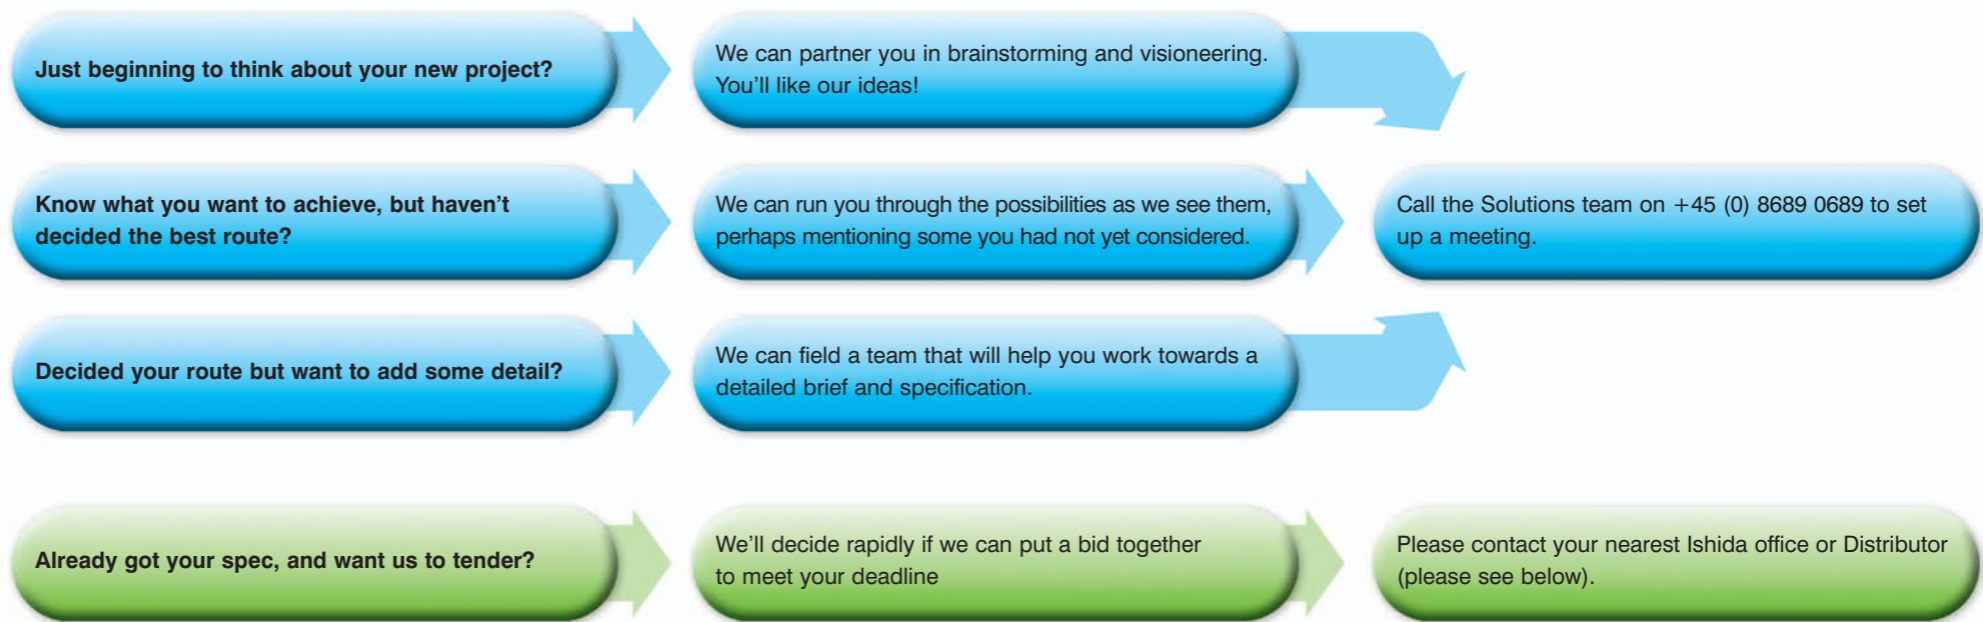 Just beginning to think about your new project?
We can partner you in brainstorming and visioneering.
You'll like our ideas!
Know what you want to achieve, but haven't
decided the best route?
We can run you through the possibilities as we see them,
perhaps mentioning some you had not yet considered.
Call the Solutions team on +45 (0) 8689 0689 to set
up a meeting.
Decided your route but want to add some detail?
We can field a team that will help you work towards a
detailed brief and specification.
Already got your spec, and want us to tender?
We'll decide rapidly if we can put a bid together
to meet your deadline
Please contact your nearest Ishida office or Distributor
(please see below).